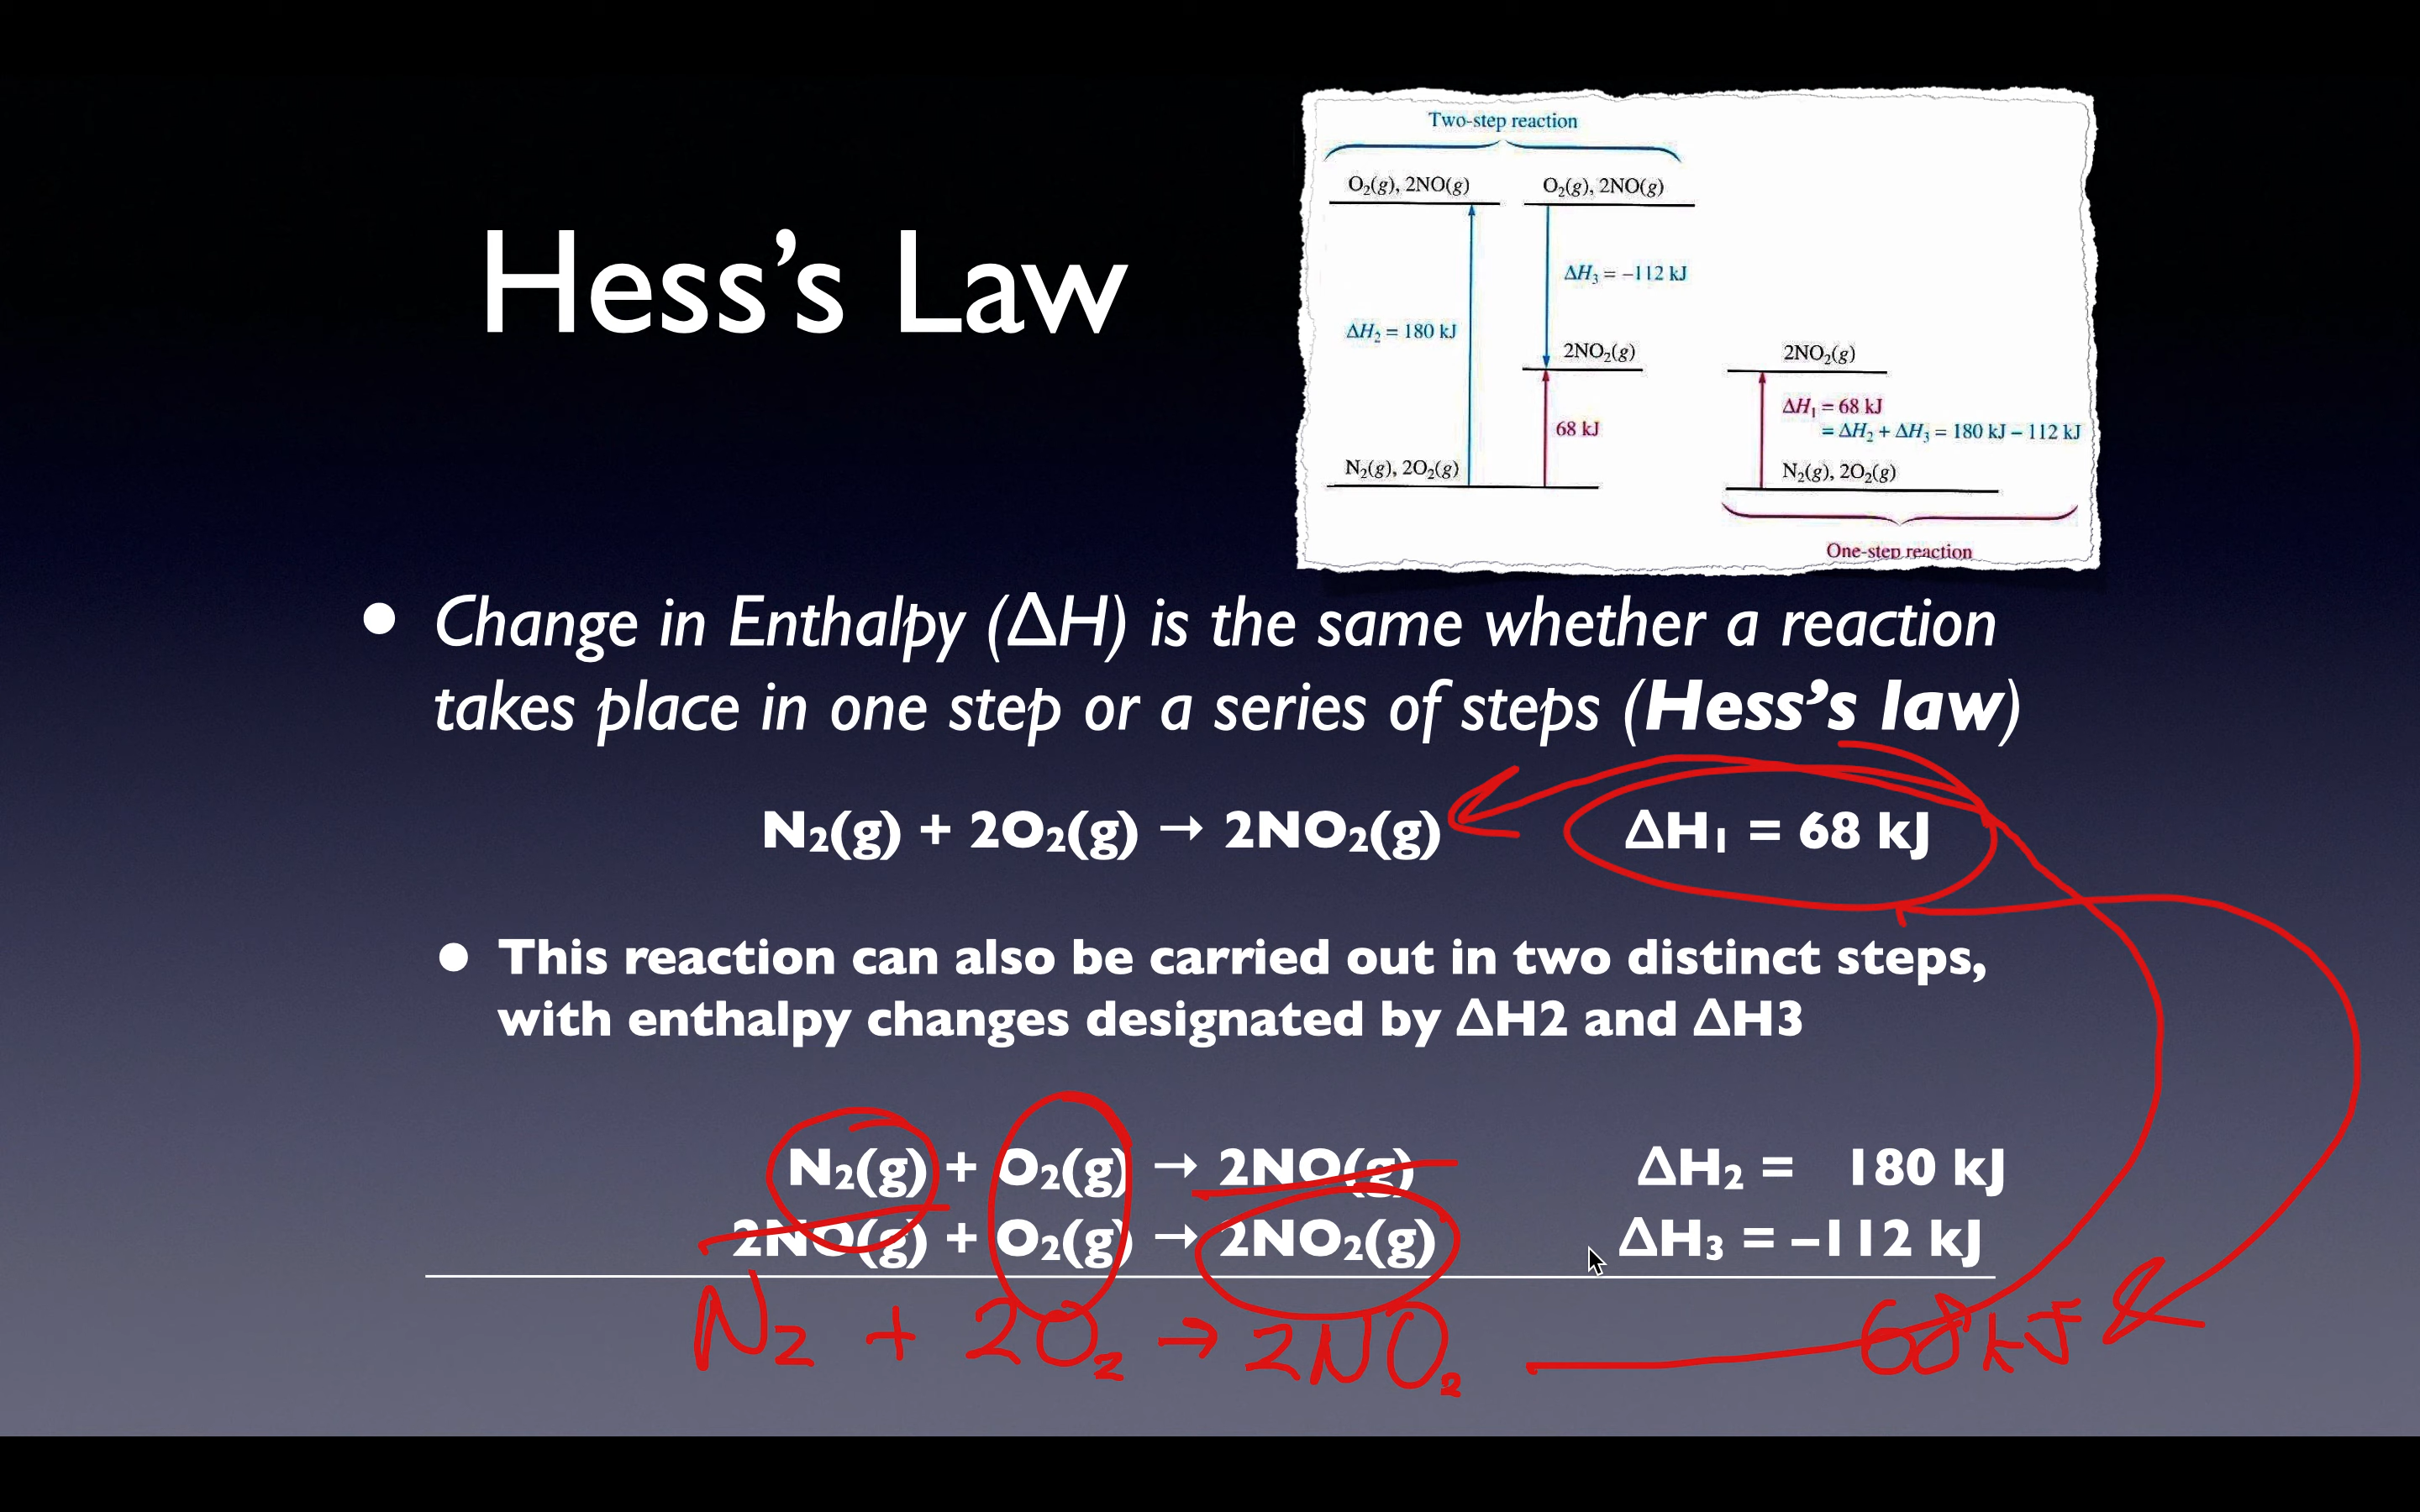 Two-step reaction
O₂(g), 2NO(g)
O₂(g), 2NO(g)
ΔH₃ = –112 kJ
ΔH₂ = 180 kJ
2NO₂(g)
2NO₂(g)
ΔH₁ = 68 kJ
= ΔH₂ + ΔH₃ = 180 kJ – 112 kJ
68 kJ
N₂(g), 2O₂(g)
N₂(g), 2O₂(g)
One-step reaction
Hess’s Law
• Change in Enthalpy (ΔH) is the same whether a reaction
takes place in one step or a series of steps (Hess’s law)
N₂(g) + 2O₂(g) → 2NO₂(g) ΔH₁ = 68 kJ
• This reaction can also be carried out in two distinct steps,
with enthalpy changes designated by ΔH2 and ΔH3
N₂(g) + O₂(g) → 2NO(g) ΔH₂ = 180 kJ
2NO(g) + O₂(g) → 2NO₂(g) ΔH₃ = –112 kJ
N₂ + 2O₂ → 2NO₂ 68 kJ